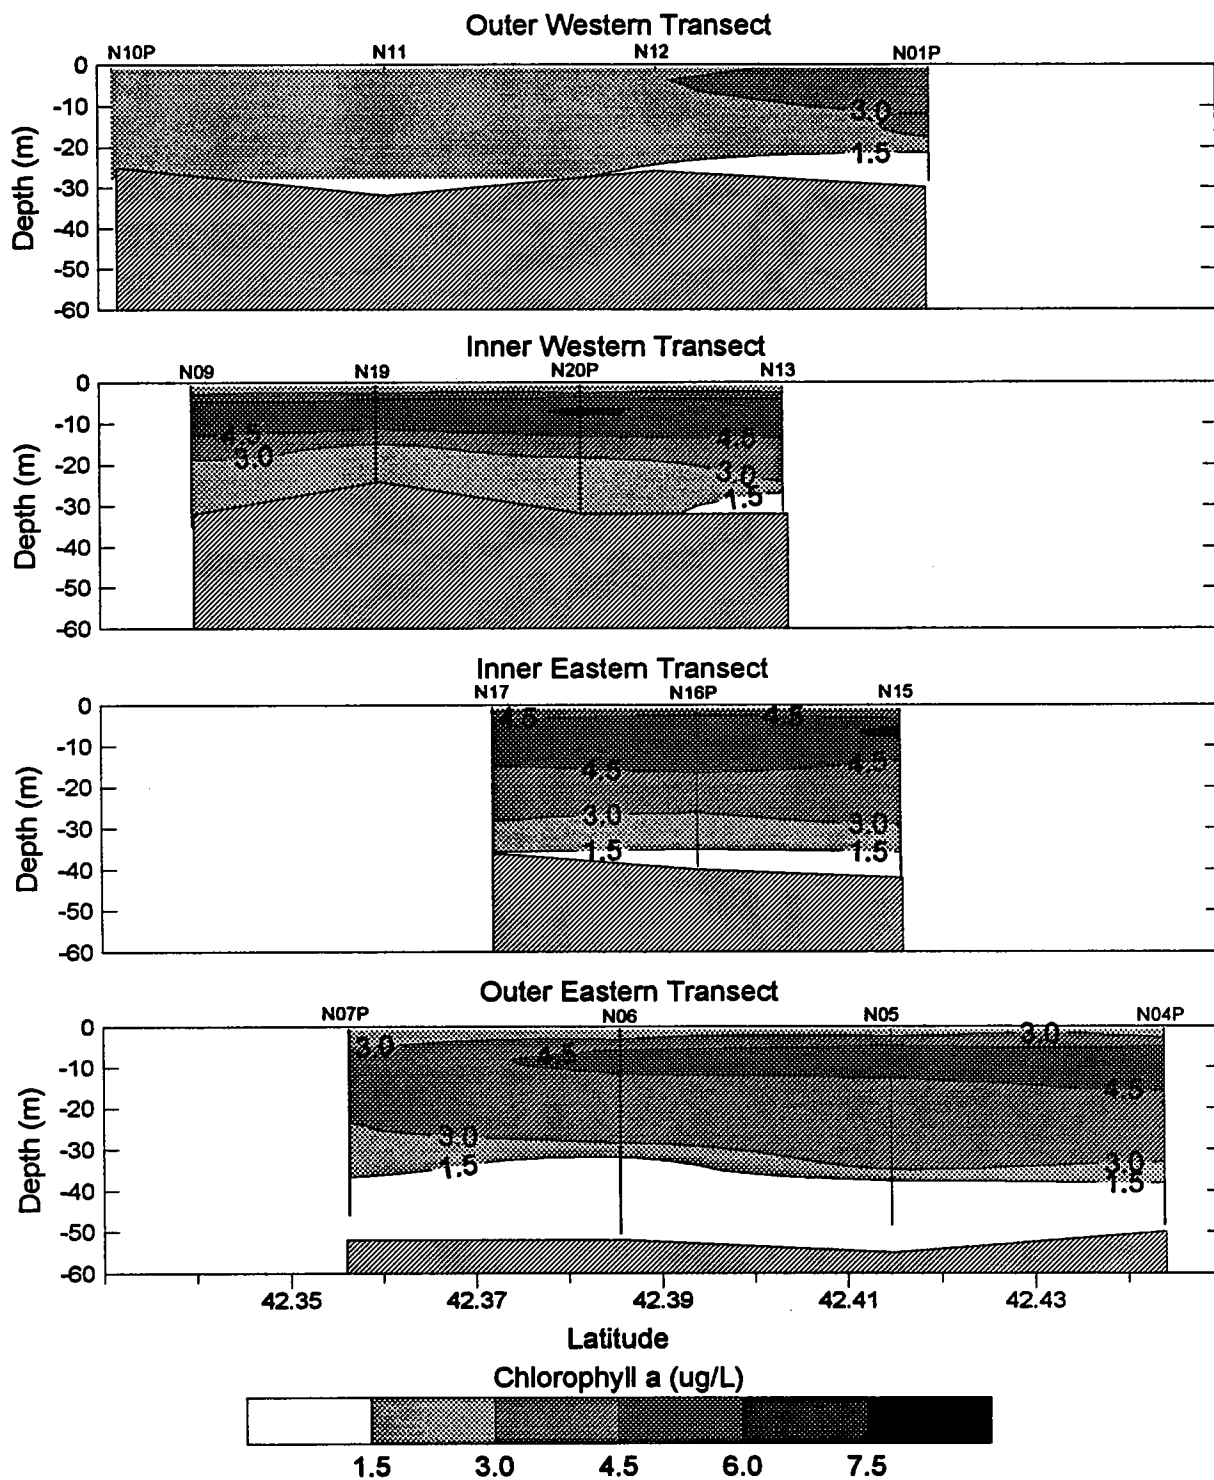 Outer Western Transect
N10P N11 N12 N01P
0
-10
-20
-30
-40
-50
-60
Depth (m)
3.0
1.5
Inner Western Transect
N09 N19 N20P N13
0
-10
-20
-30
-40
-50
-60
Depth (m)
4.5 4.5
3.0 3.0
1.5
Inner Eastern Transect
N17 N16P N15
0
-10
-20
-30
-40
-50
-60
Depth (m)
4.5 4.5
4.5 4.5
3.0 3.0
1.5 1.5
Outer Eastern Transect
N07P N06 N05 N04P
0
-10
-20
-30
-40
-50
-60
Depth (m)
3.0 3.0
4.5 4.5
3.0 3.0
1.5 1.5
42.35 42.37 42.39 42.41 42.43
Latitude
Chlorophyll a (ug/L)
1.5 3.0 4.5 6.0 7.5